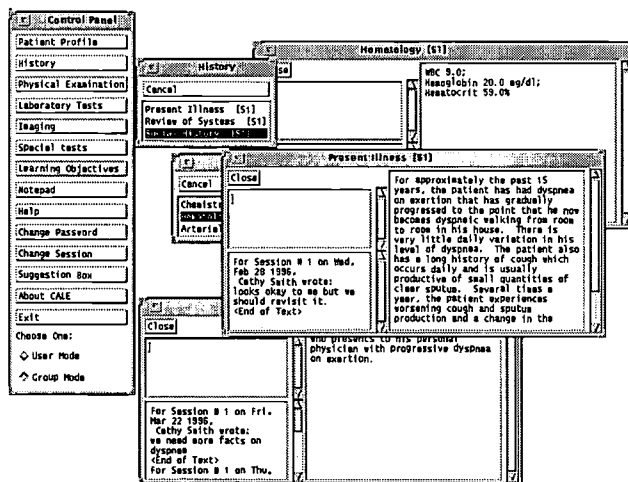 Control Panel
Patient Profile
History
Physical Examination
Laboratory Tests
Imaging
SPecial tests
Learning Objectives
Notepad
Help
Change Password
Change Session
Suggestion Box
About CALE
Exit
Choose One:
User Mode
Group Mode
History
Cancel
Present Illness [S1]
Review of Systems [S1]
Social History [S1]
Hematology [S1]
se
WBC 9.0;
Hemoglobin 20.0 mg/dl;
Hematocrit 59.0%
Cancel
Chemistr
Hematol
Arterial
Present Illness [S1]
Close
]
For Session # 1 on Wed,
Feb 28 1996,
Cathy Smith wrote:
looks okay to me but we
should revisit it.
<End of Text>
For approximately the past 15
years, the patient has had dyspnea
on exertion that has gradually
progressed to the point that he now
becomes dyspneic walking from room
to room in his house. There is
very little daily variation in his
level of dyspnea. The patient also
has a long history of cough which
occurs daily and is usually
productive of small quantities of
clear sputum. Several times a
year, the patient experiences
worsening cough and sputum
production and a change in the
Close
]
For Session # 1 on Fri,
Mar 22 1996,
Cathy Smith wrote:
we need more facts on
dyspnea
<End of Text>
For Session # 1 on Thu,
who presents to his personal
physician with progressive dyspnea
on exertion.